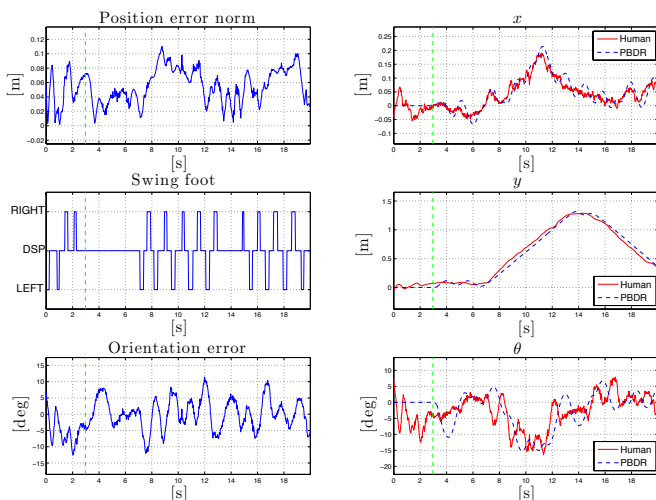 Position error norm
0.12
0.1
0.08
0.06
0.04
0.02
0
−0.02
[m]
0 2 4 6 8 10 12 14 16 18
[s]
x
0.25
0.2
0.15
0.1
0.05
0
−0.05
−0.1
[m]
Human
PBDR
0 2 4 6 8 10 12 14 16 18 20
[s]
Swing foot
RIGHT
DSP
LEFT
0 2 4 6 8 10 12 14 16 18
[s]
y
1.5
1
0.5
0
[m]
Human
PBDR
0 2 4 6 8 10 12 14 16 18 20
[s]
Orientation error
15
10
5
0
−5
−10
−15
[deg]
0 2 4 6 8 10 12 14 16 18
[s]
θ
10
5
0
−5
−10
−15
−20
[deg]
Human
PBDR
0 2 4 6 8 10 12 14 16 18 20
[s]